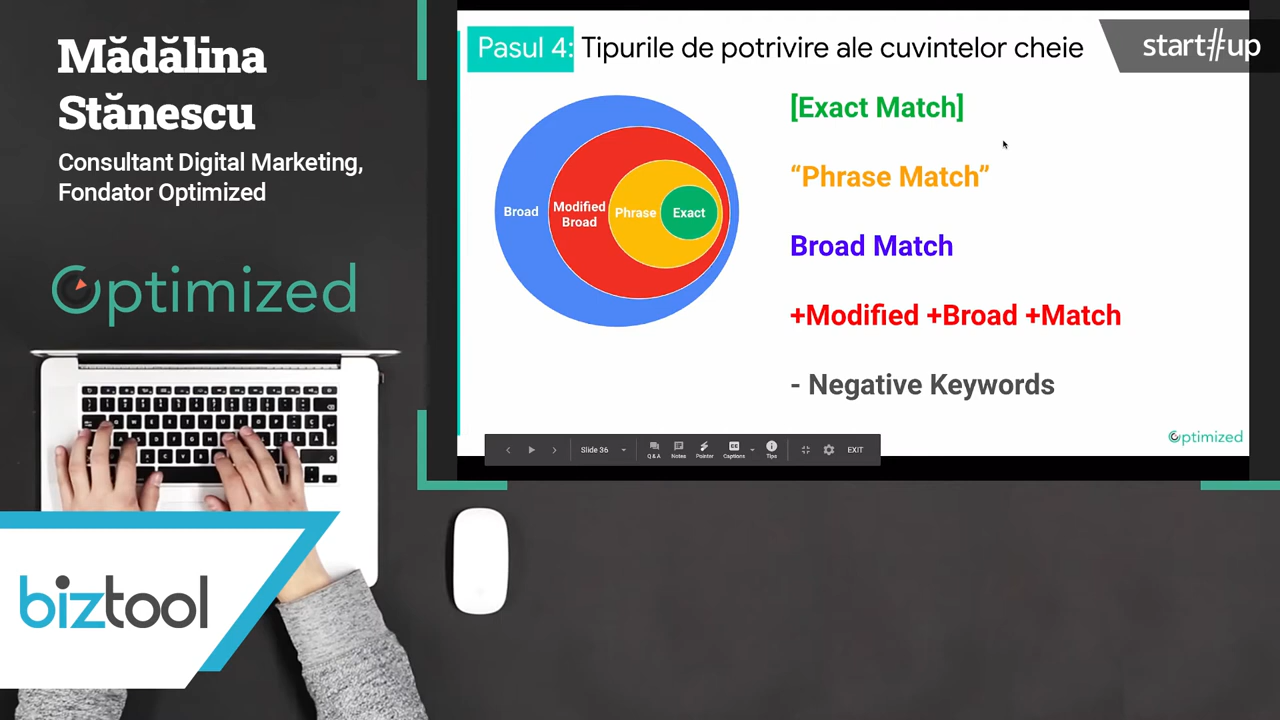 Mădălina
Stănescu
Consultant Digital Marketing,
Fondator Optimized
Optimized
biztool
Pasul 4: Tipurile de potrivire ale cuvintelor cheie
start#up
Broad
Modified
Broad
Phrase
Exact
[Exact Match]
“Phrase Match”
Broad Match
+Modified +Broad +Match
- Negative Keywords
Optimized
Slide 36
Q & A
Notes
Pointer
Captions
Tips
EXIT